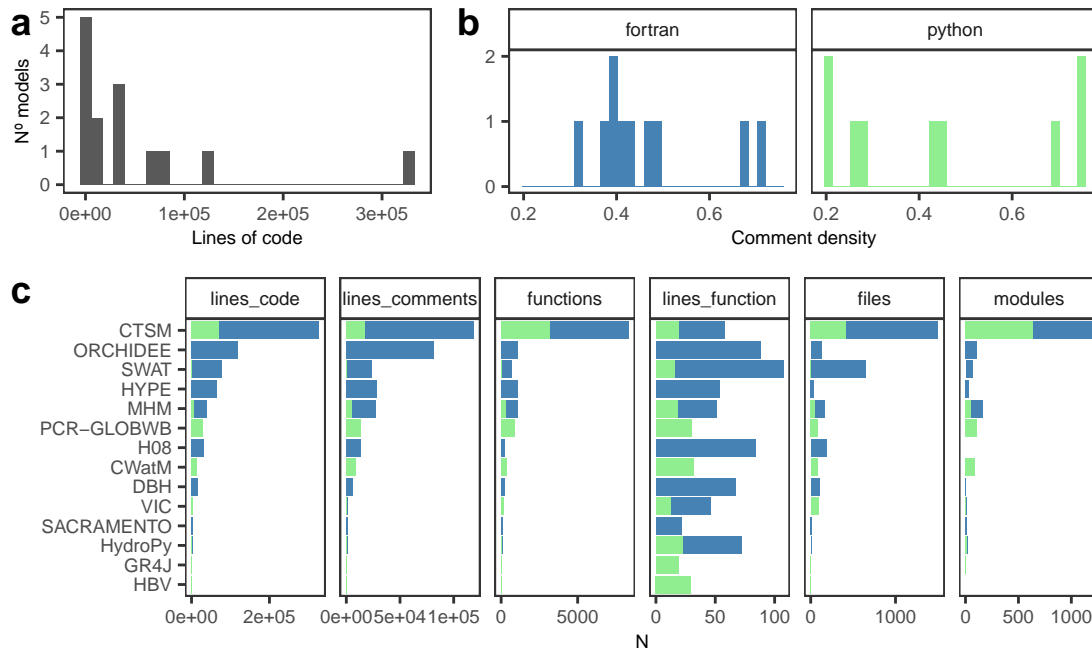 a
5
4
3
2
1
0
Nº models
0e+00
1e+05
2e+05
3e+05
Lines of code
b
fortran
python
2
1
0
0.2
0.4
0.6
0.2
0.4
0.6
Comment density
c
lines_code
lines_comments
functions
lines_function
files
modules
CTSM
ORCHIDEE
SWAT
HYPE
MHM
PCR−GLOBWB
H08
CWatM
DBH
VIC
SACRAMENTO
HydroPy
GR4J
HBV
0e+00
2e+05
0e+005e+041e+05
0
5000
0
50
100
0
1000
0
500
1000
N